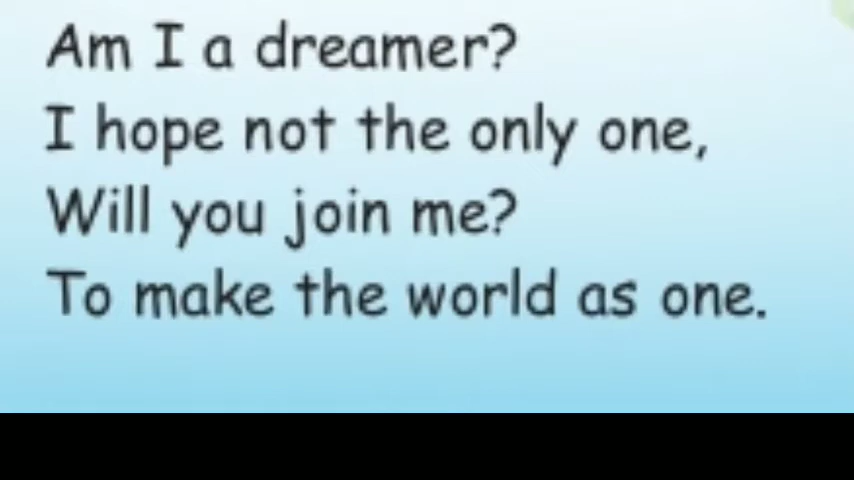 Am I a dreamer?
I hope not the only one,
Will you join me?
To make the world as one.